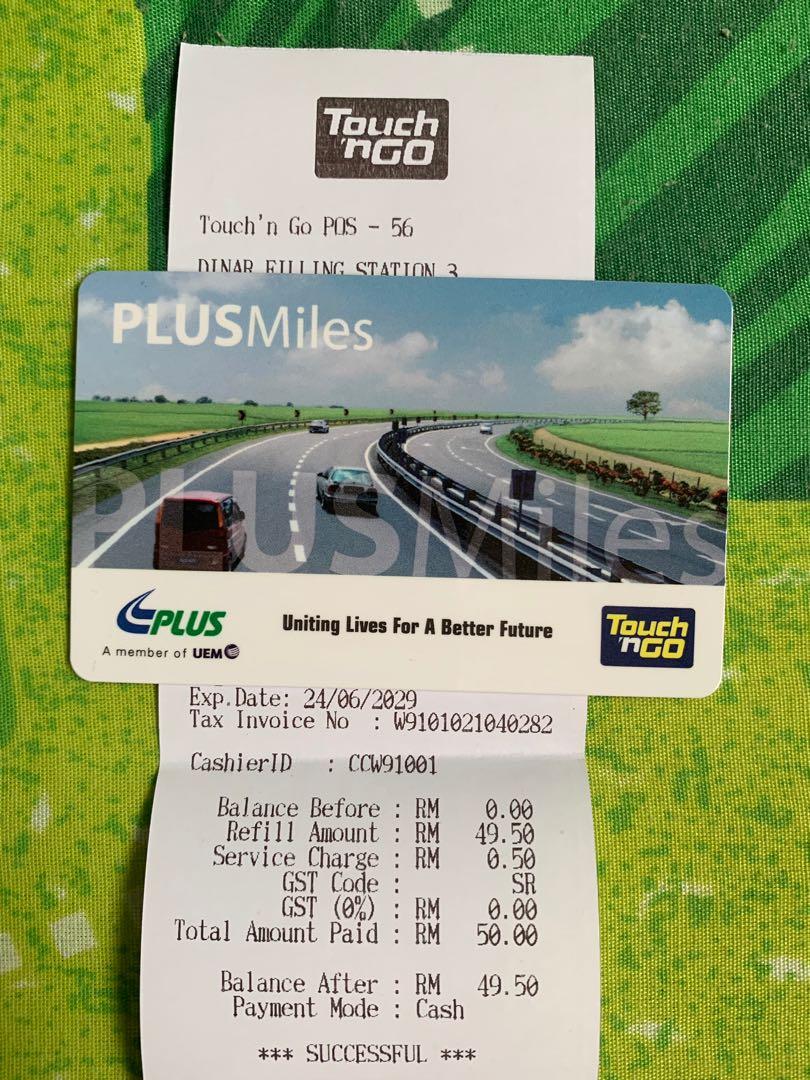 Touch
'nGO
Touch'n Go POS - 56
DINAR FILLING STATION 3
PLUSMiles
PLUSMiles
PLUS
Uniting Lives For A Better Future
A member of UEM
Touch
'nGO
Exp.Date: 24/06/2029
Tax Invoice No : W9101021040282
CashierID : CCW91001
Balance Before : RM 0.00
Refill Amount : RM 49.50
Service Charge : RM 0.50
GST Code : SR
GST (0%) : RM 0.00
Total Amount Paid : RM 50.00
Balance After : RM 49.50
Payment Mode : Cash
*** SUCCESSFUL ***